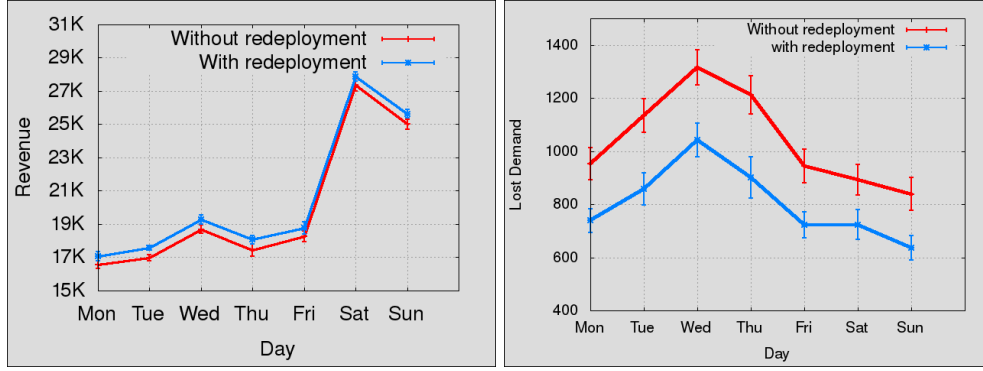 31K
29K
27K
25K
23K
21K
19K
17K
15K
Revenue
Without redeployment
With redeployment
Mon Tue Wed Thu Fri Sat Sun
Day
1400
1200
1000
800
600
400
Lost Demand
Without redeployment
with redeployment
Mon Tue Wed Thu Fri Sat Sun
Day